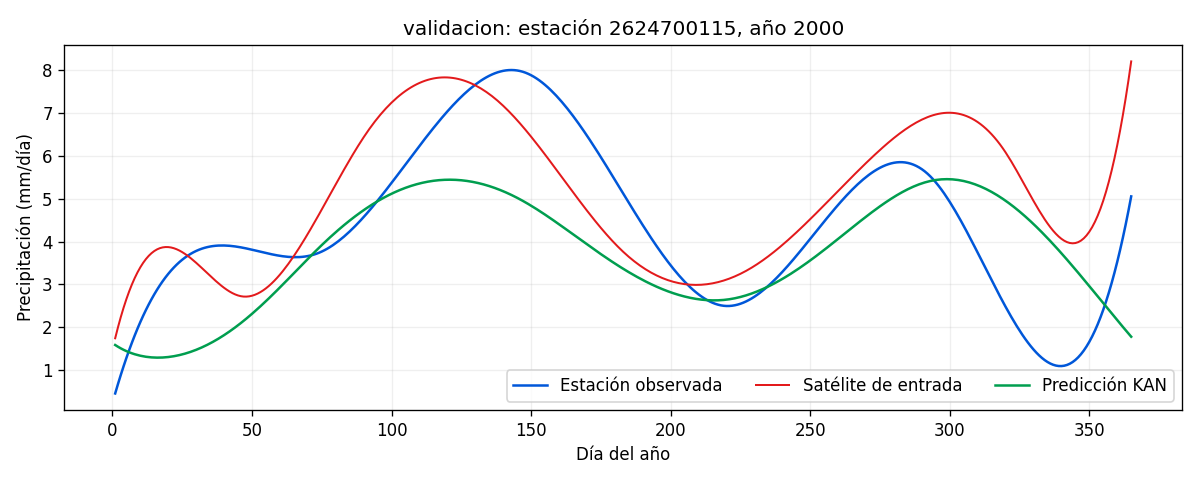 validacion: estación 2624700115, año 2000
Precipitación (mm/día)
8
7
6
5
4
3
2
1
0 50 100 150 200 250 300 350
Día del año
Estación observada Satélite de entrada Predicción KAN